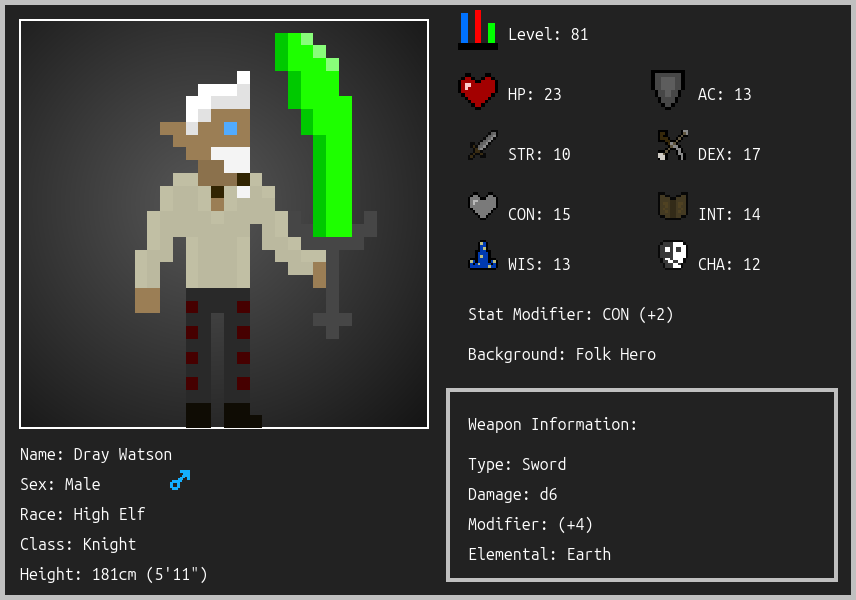 Level: 81
HP: 23
AC: 13
STR: 10
DEX: 17
CON: 15
INT: 14
WIS: 13
CHA: 12
Stat Modifier: CON (+2)
Background: Folk Hero
Weapon Information:
Type: Sword
Damage: d6
Modifier: (+4)
Elemental: Earth
Name: Dray Watson
Sex: Male
Race: High Elf
Class: Knight
Height: 181cm (5'11")